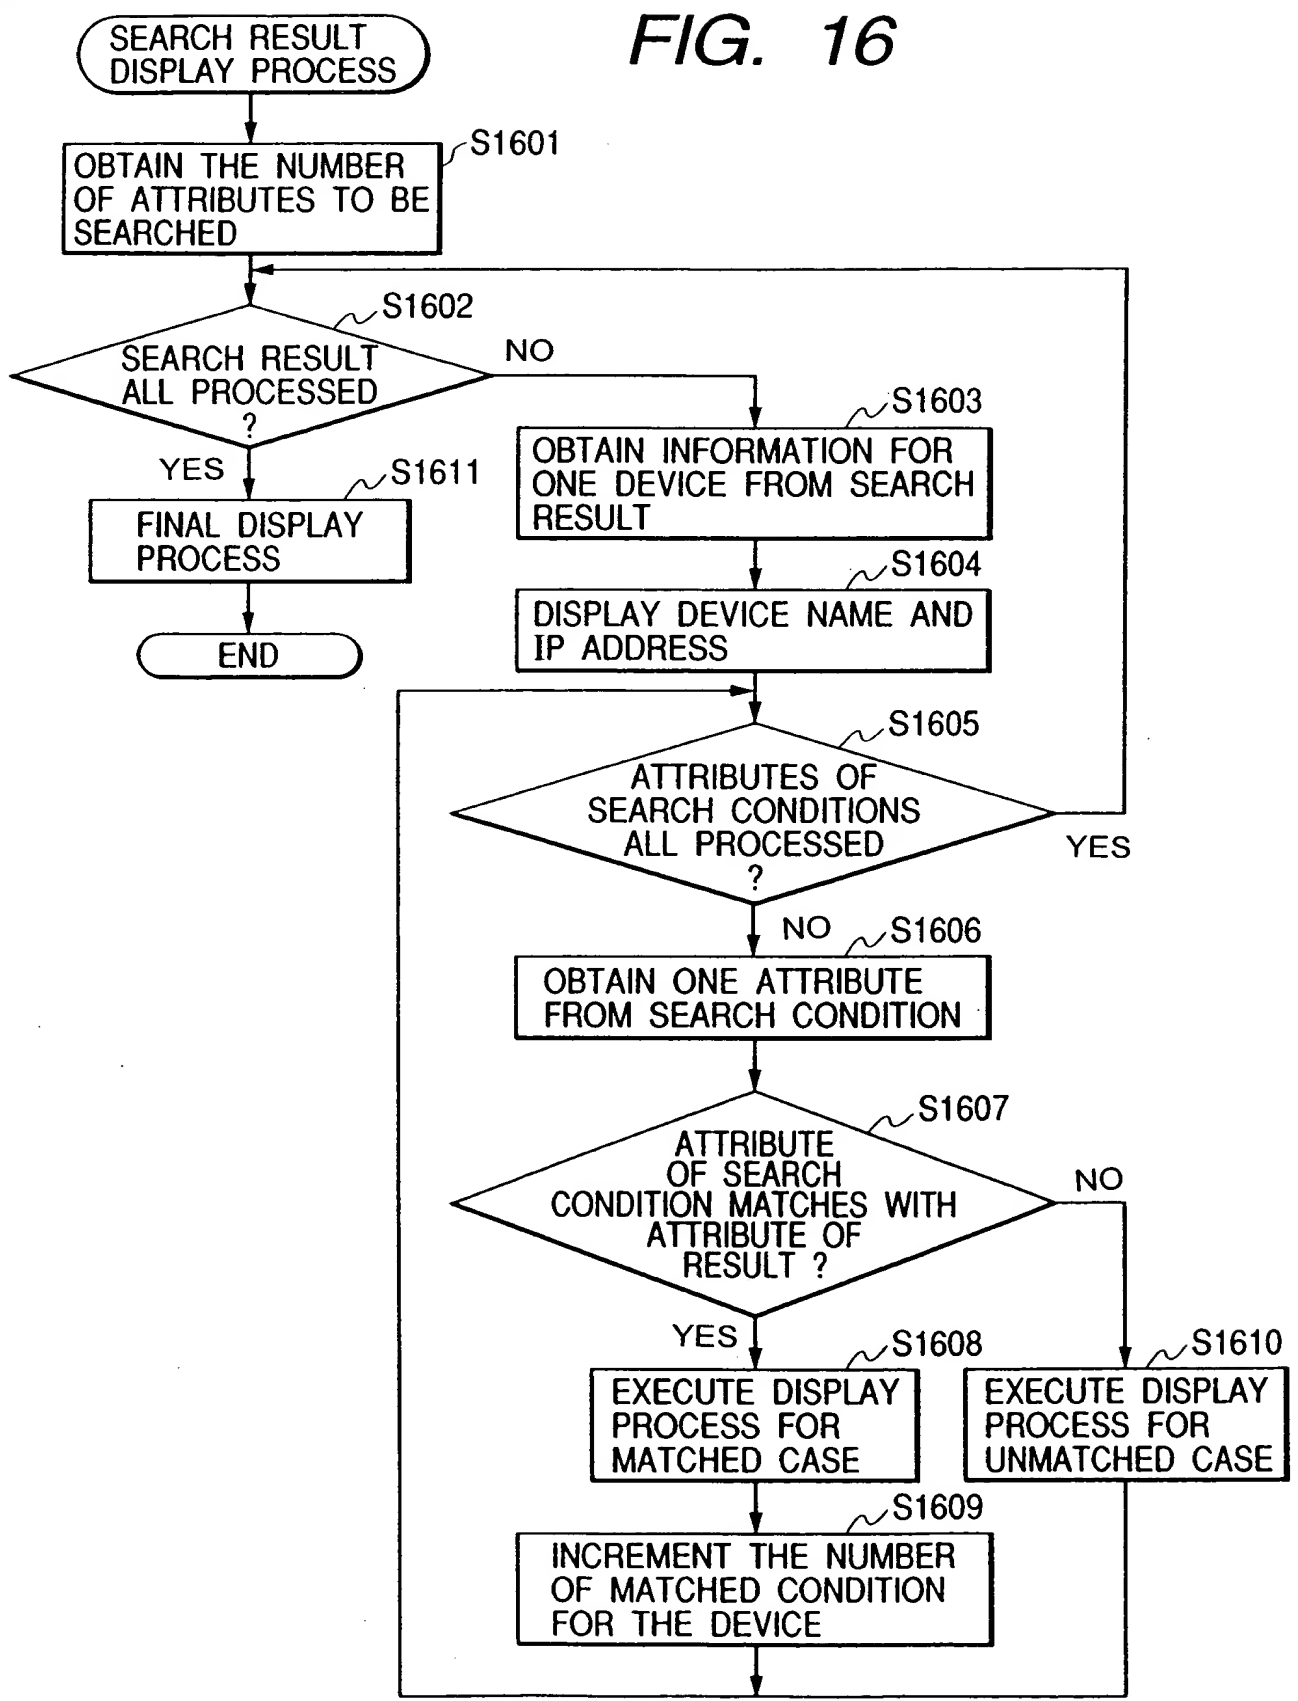 FIG. 16
SEARCH RESULT
DISPLAY PROCESS
S1601
OBTAIN THE NUMBER
OF ATTRIBUTES TO BE
SEARCHED
S1602
SEARCH RESULT
ALL PROCESSED
?
NO
YES
S1611
FINAL DISPLAY
PROCESS
END
S1603
OBTAIN INFORMATION FOR
ONE DEVICE FROM SEARCH
RESULT
S1604
DISPLAY DEVICE NAME AND
IP ADDRESS
S1605
ATTRIBUTES OF
SEARCH CONDITIONS
ALL PROCESSED
?
YES
NO
S1606
OBTAIN ONE ATTRIBUTE
FROM SEARCH CONDITION
S1607
ATTRIBUTE
OF SEARCH
CONDITION MATCHES WITH
ATTRIBUTE OF
RESULT ?
NO
YES
S1608
EXECUTE DISPLAY
PROCESS FOR
MATCHED CASE
S1610
EXECUTE DISPLAY
PROCESS FOR
UNMATCHED CASE
S1609
INCREMENT THE NUMBER
OF MATCHED CONDITION
FOR THE DEVICE